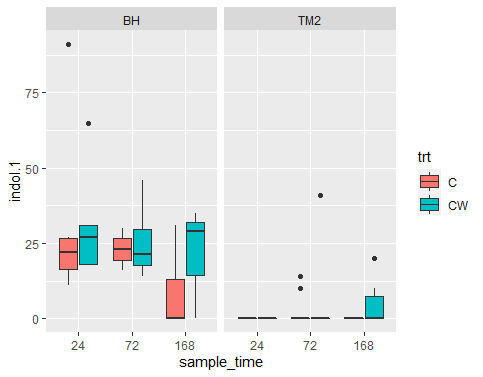 BH TM2
75
50
25
0
indol.1
24 72 168 24 72 168
sample_time
trt
C
CW